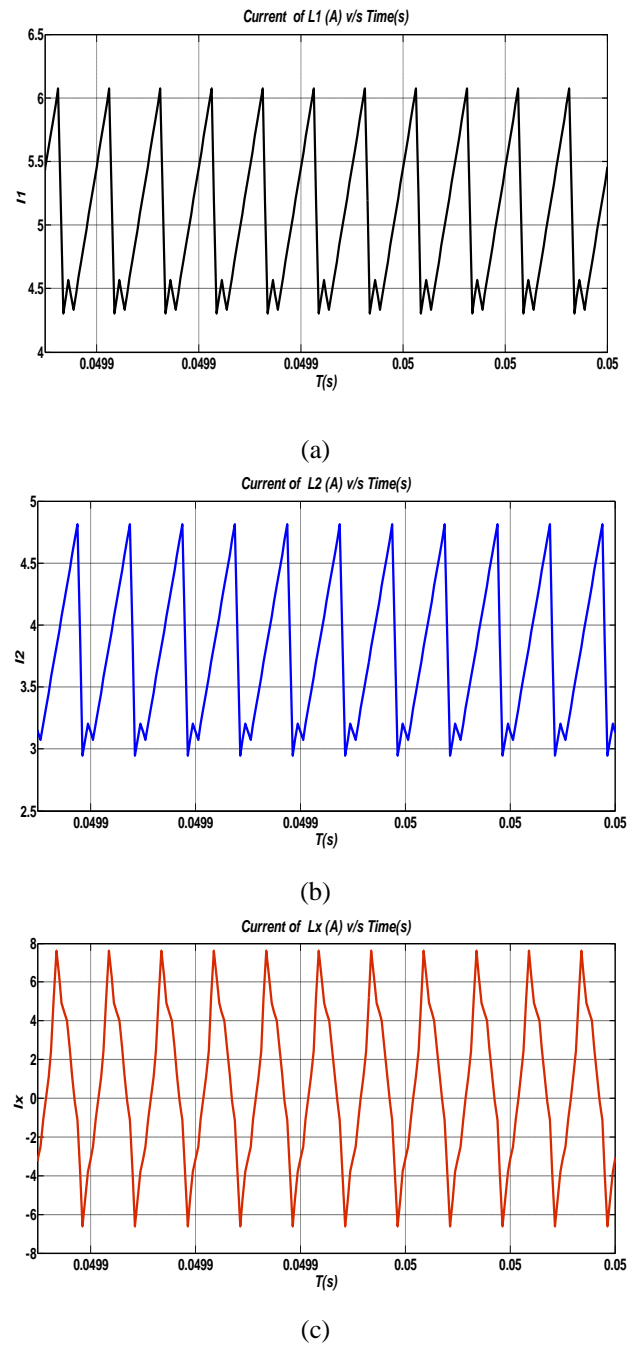 Current of L1 (A) v/s Time(s)
6.5
6
5.5
5
4.5
4
I1
0.0499 0.0499 0.0499 0.05 0.05 0.05
T(s)
(a)
Current of L2 (A) v/s Time(s)
5
4.5
4
3.5
3
2.5
I2
0.0499 0.0499 0.0499 0.05 0.05 0.05
T(s)
(b)
Current of Lx (A) v/s Time(s)
8
6
4
2
0
-2
-4
-6
-8
Ix
0.0499 0.0499 0.0499 0.05 0.05 0.05
T(s)
(c)